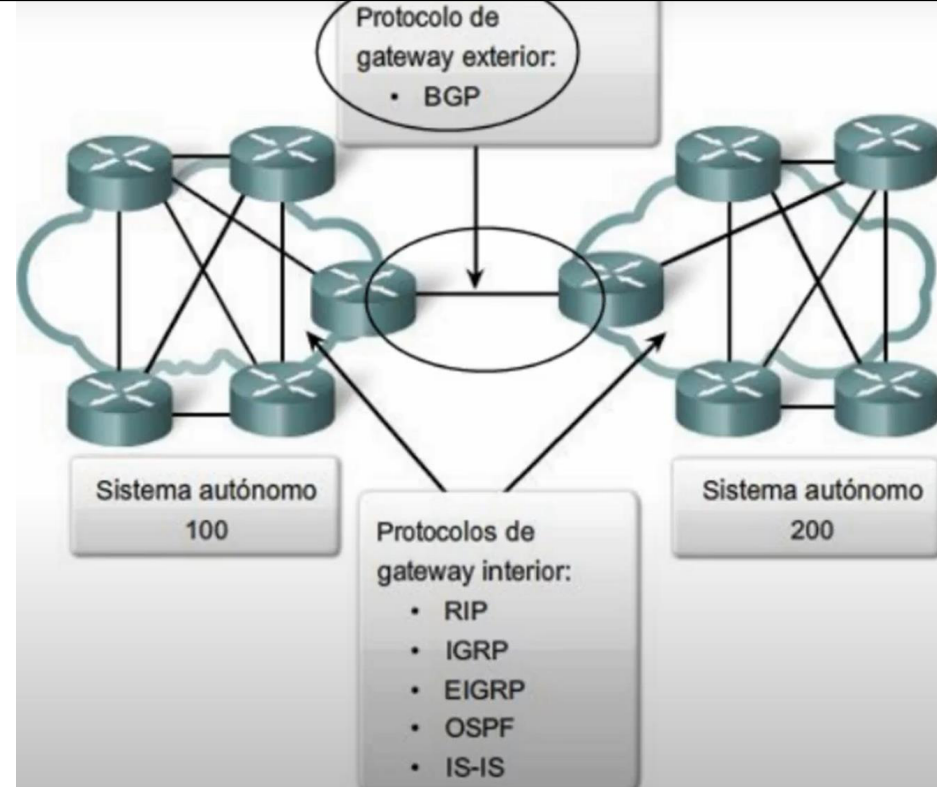 Protocolo de
gateway exterior:
• BGP
Sistema autónomo
100
Sistema autónomo
200
Protocolos de
gateway interior:
• RIP
• IGRP
• EIGRP
• OSPF
• IS-IS